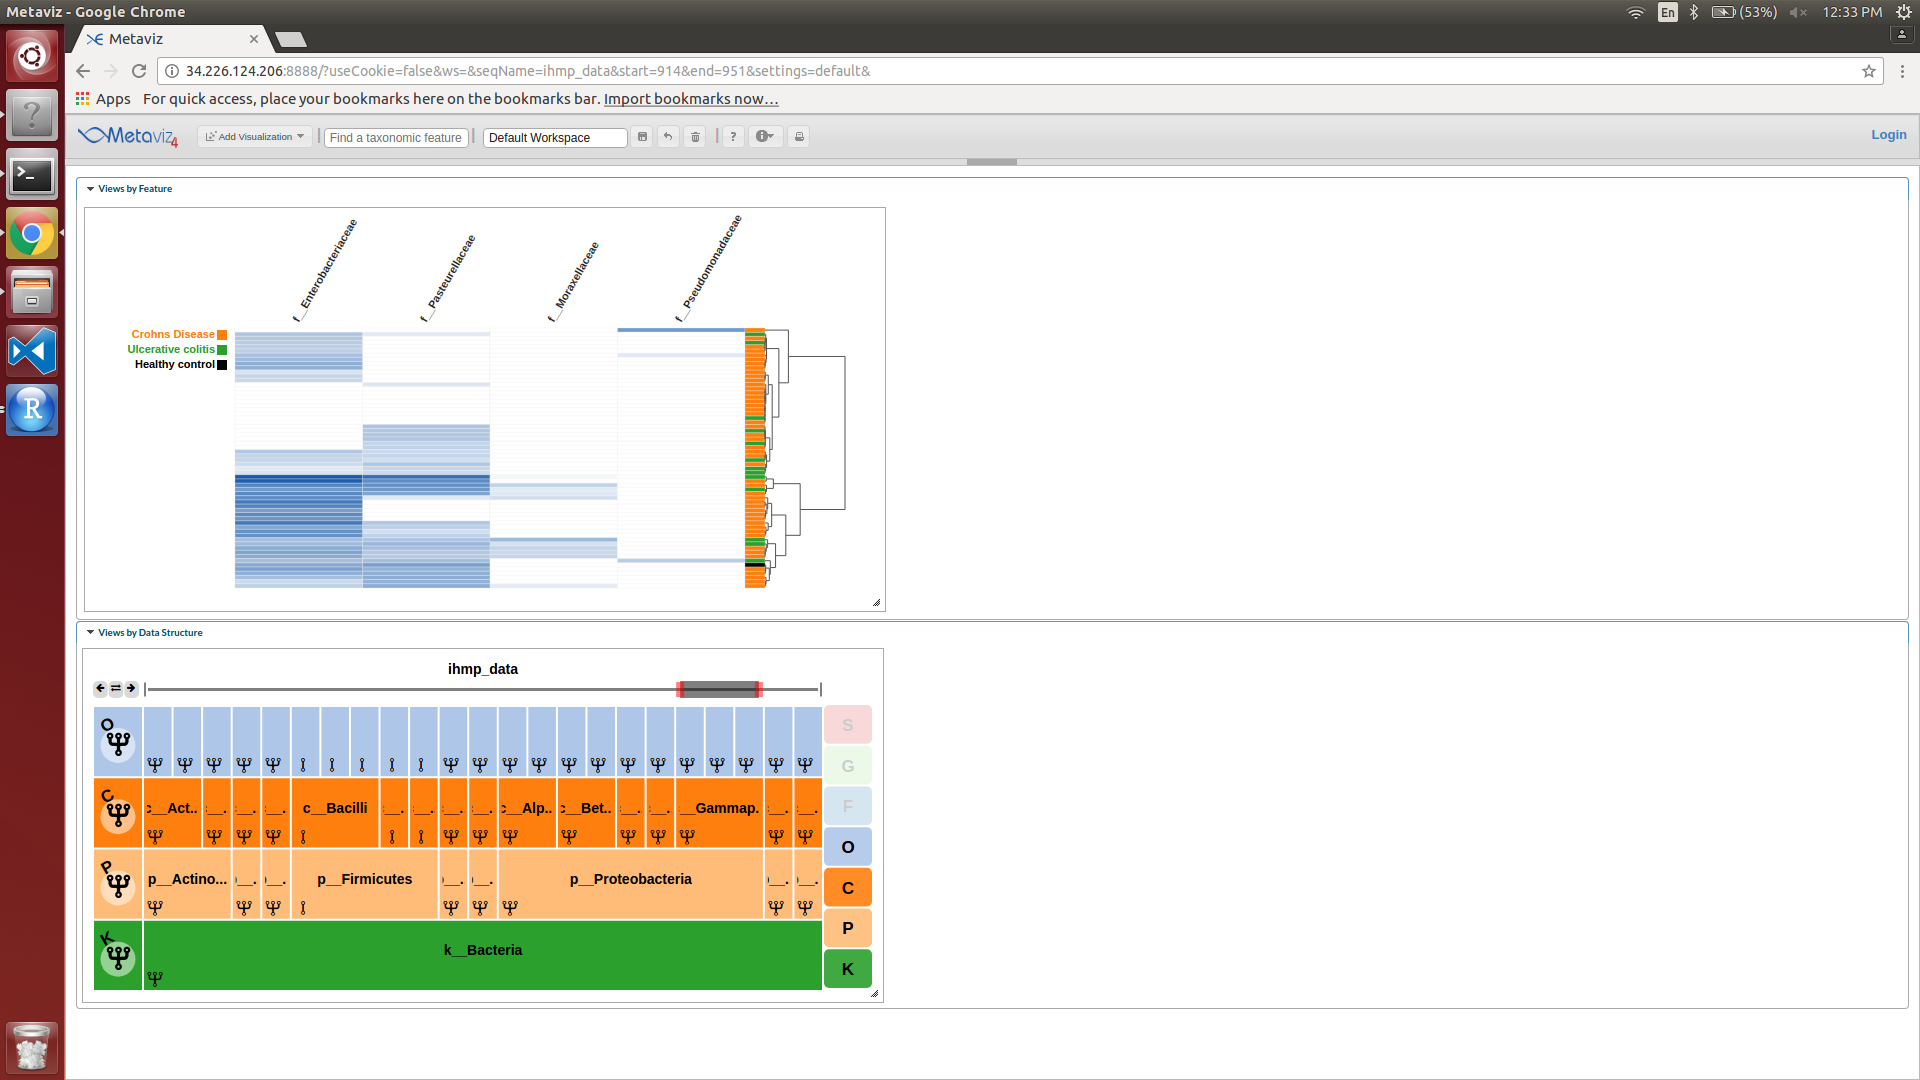 Metaviz - Google Chrome
En (53%) 12:33 PM
Metaviz
34.226.124.206:8888/?useCookie=false&ws=&seqName=ihmp_data&start=914&end=951&settings=default&
Apps For quick access, place your bookmarks here on the bookmarks bar. Import bookmarks now…
Metaviz 4 Add Visualization Find a taxonomic feature Default Workspace ? Login
Views by Feature
f__Enterobacteriaceae
f__Pasteurellaceae
f__Moraxellaceae
f__Pseudomonadaceae
Crohns Disease
Ulcerative colitis
Healthy control
R
Views by Data Structure
ihmp_data
O S
G
F
O
C c__Act.. c__Bacilli c__Alp.. c__Bet.. __Gammap. C
P p__Actino... p__Firmicutes p__Proteobacteria P
K k__Bacteria K